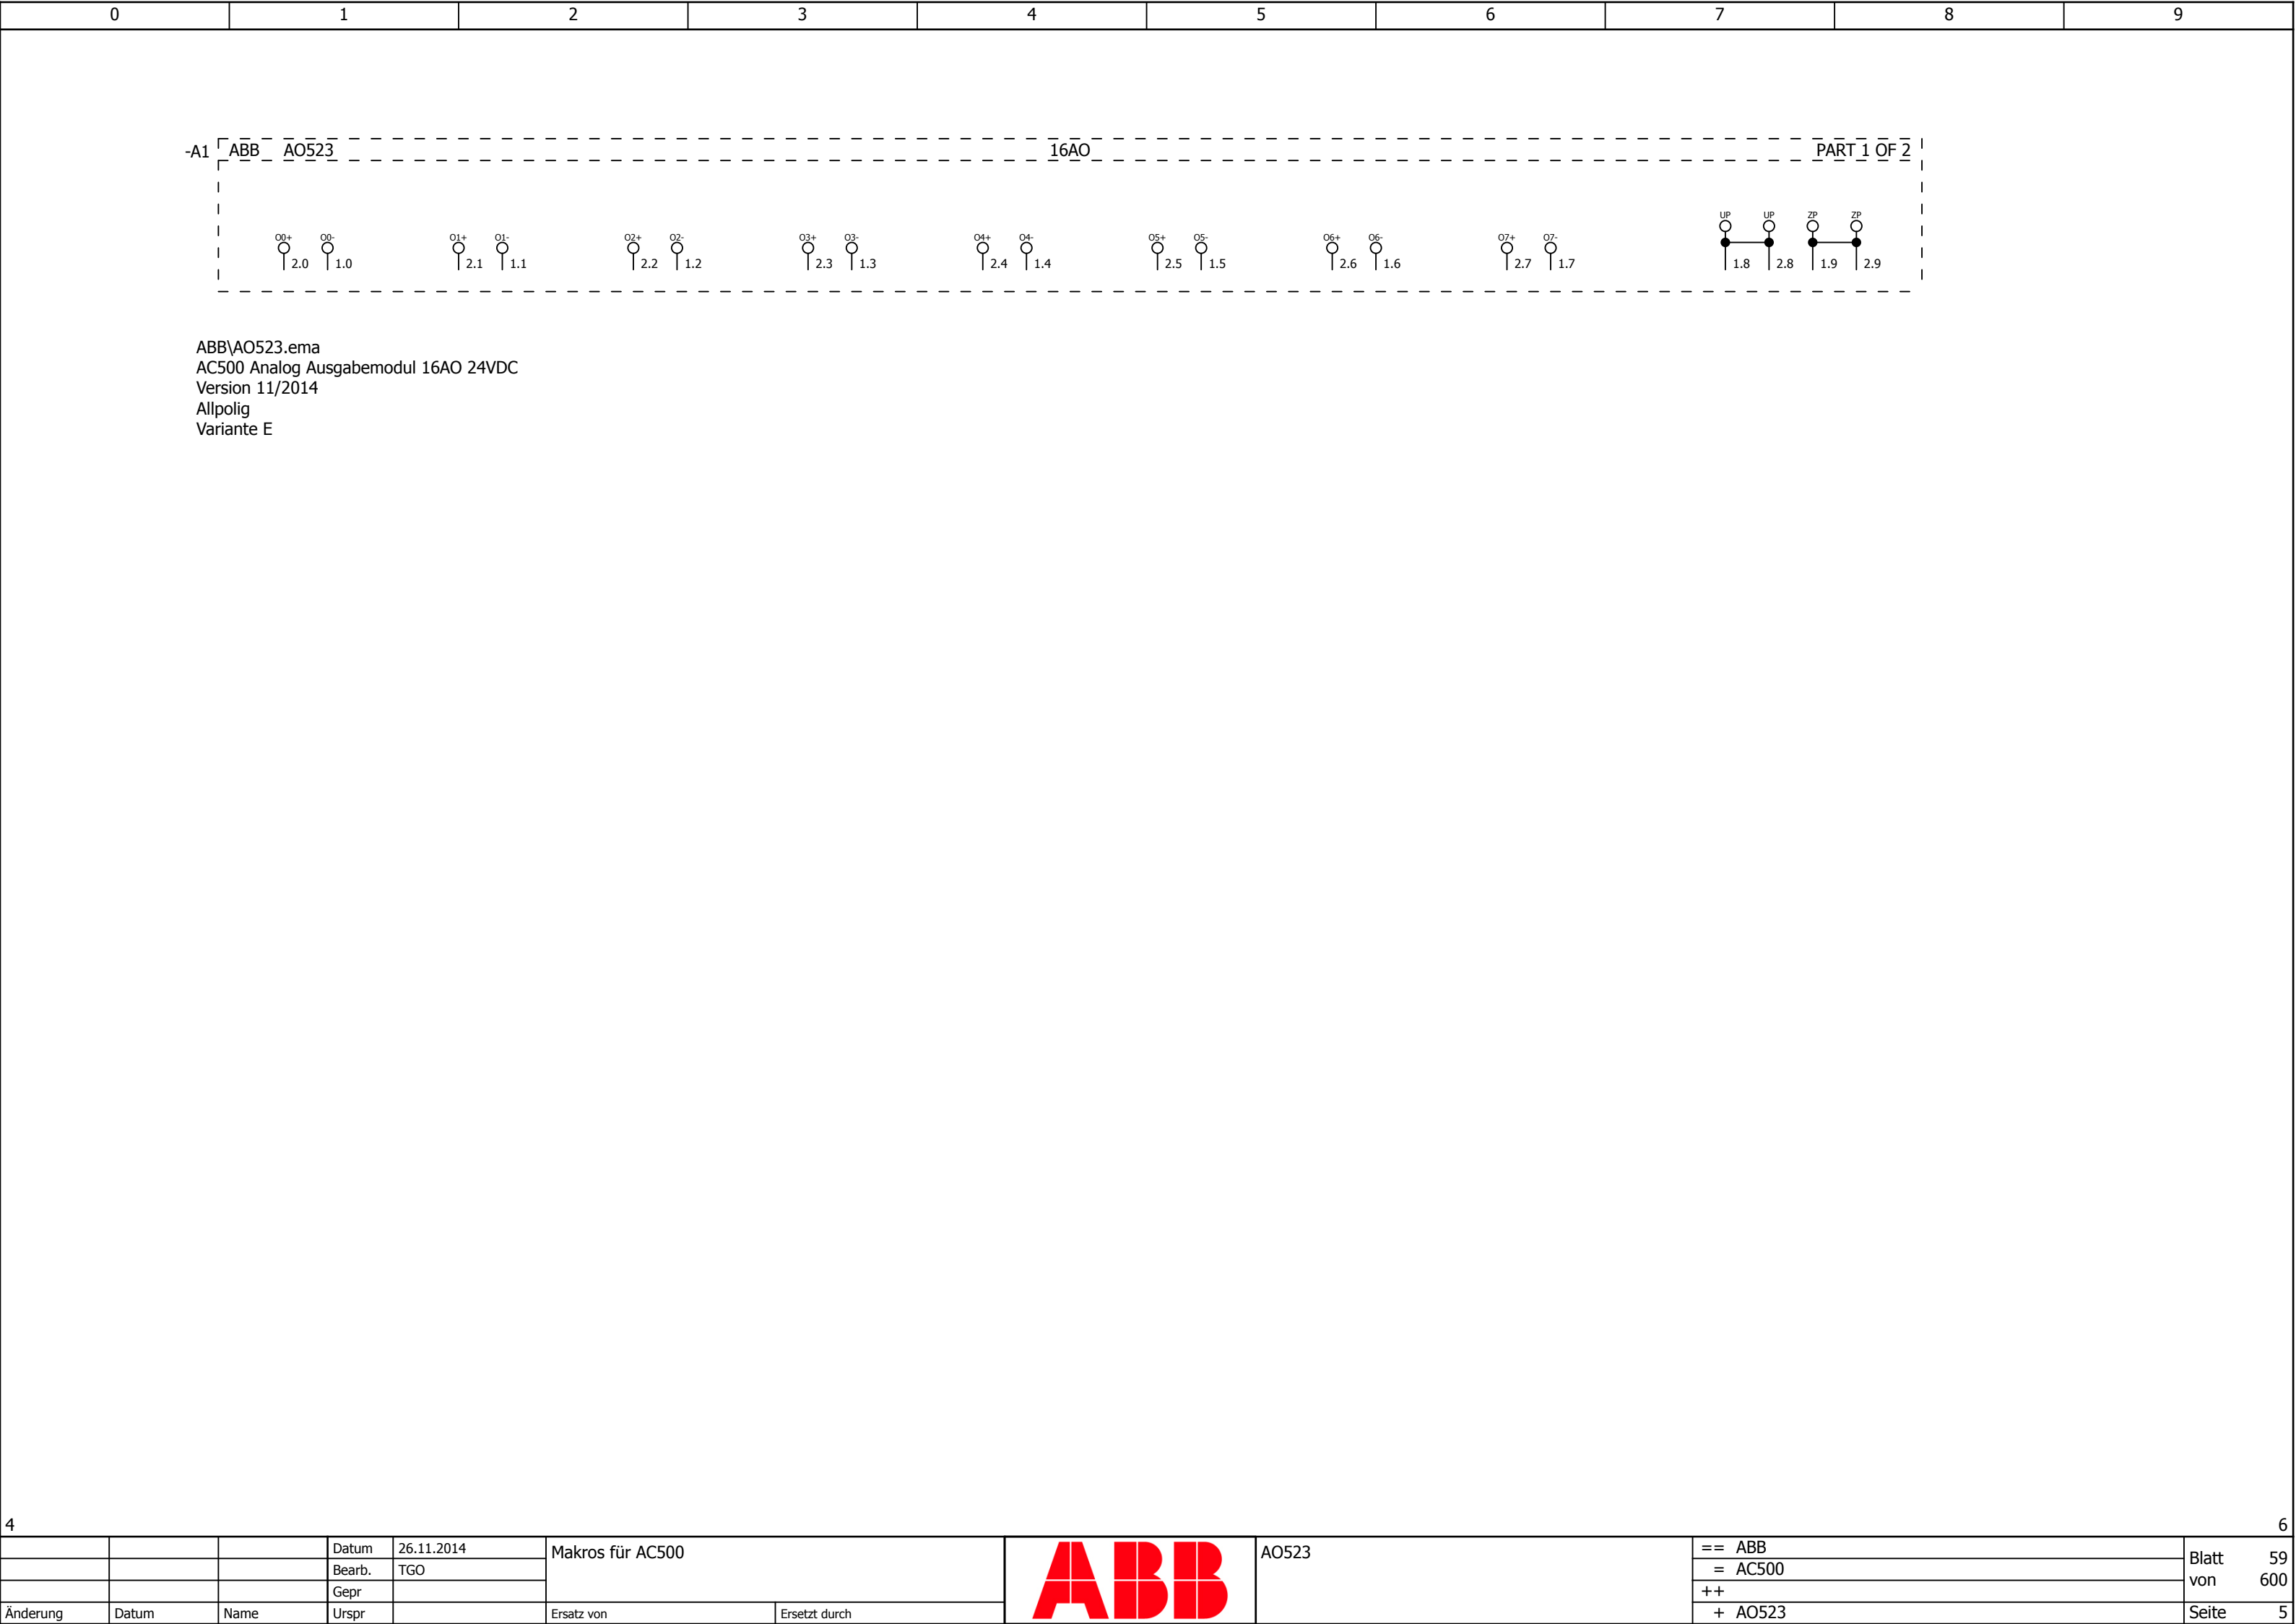 0 1 2 3 4 5 6 7 8 9
-A1 ABB AO523 16AO PART 1 OF 2
UP UP ZP ZP
O0+ O0- O1+ O1- O2+ O2- O3+ O3- O4+ O4- O5+ O5- O6+ O6- O7+ O7-
2.0 1.0 2.1 1.1 2.2 1.2 2.3 1.3 2.4 1.4 2.5 1.5 2.6 1.6 2.7 1.7 1.8 2.8 1.9 2.9
ABB\AO523.ema
AC500 Analog Ausgabemodul 16AO 24VDC
Version 11/2014
Allpolig
Variante E
4 6
Datum 26.11.2014
Bearb. TGO
Gepr
Änderung Datum Name Urspr
Makros für AC500
Ersatz von Ersetzt durch
ABB
AO523
== ABB
= AC500
++
+ AO523
Blatt 59
von 600
Seite 5